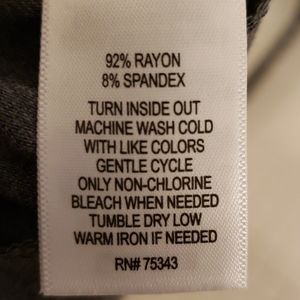 92% RAYON
8% SPANDEX
TURN INSIDE OUT
MACHINE WASH COLD
WITH LIKE COLORS
GENTLE CYCLE
ONLY NON-CHLORINE
BLEACH WHEN NEEDED
TUMBLE DRY LOW
WARM IRON IF NEEDED
RN# 75343